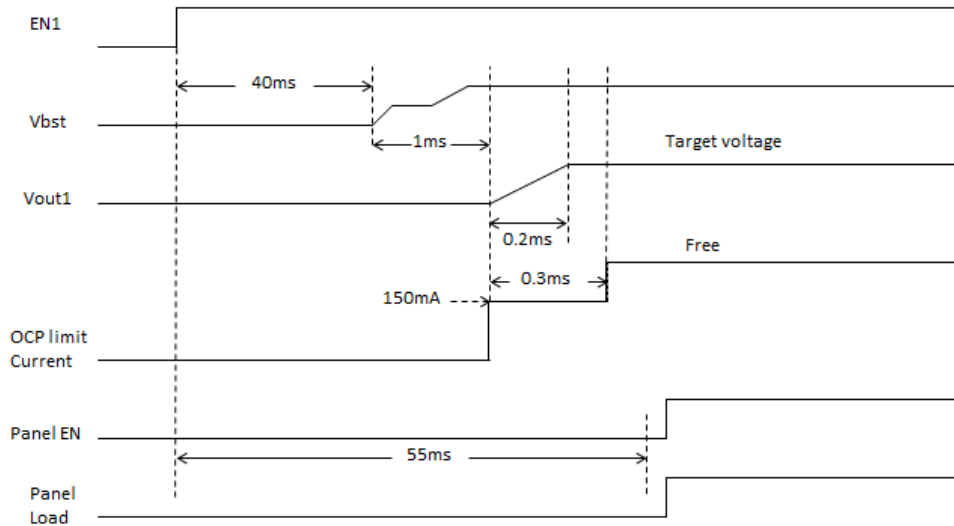 EN1
40ms
Vbst
1ms
Target voltage
Vout1
0.2ms
Free
0.3ms
150mA
OCP limit
Current
Panel EN
55ms
Panel
Load